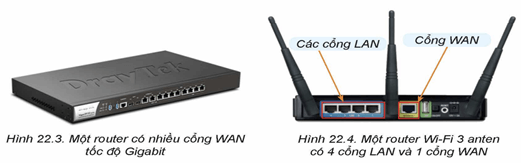 Các cổng LAN
Cổng WAN
DrayTek
Hình 22.3. Một router có nhiều cổng WAN
tốc độ Gigabit
Hình 22.4. Một router Wi-Fi 3 anten
có 4 cổng LAN và 1 cổng WAN